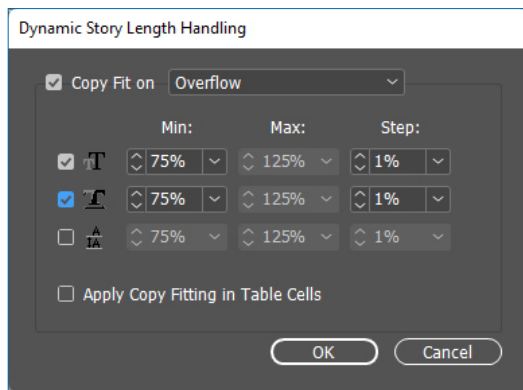 Dynamic Story Length Handling
Copy Fit on Overflow
Min: Max: Step:
75% 125% 1%
75% 125% 1%
75% 125% 1%
Apply Copy Fitting in Table Cells
OK Cancel